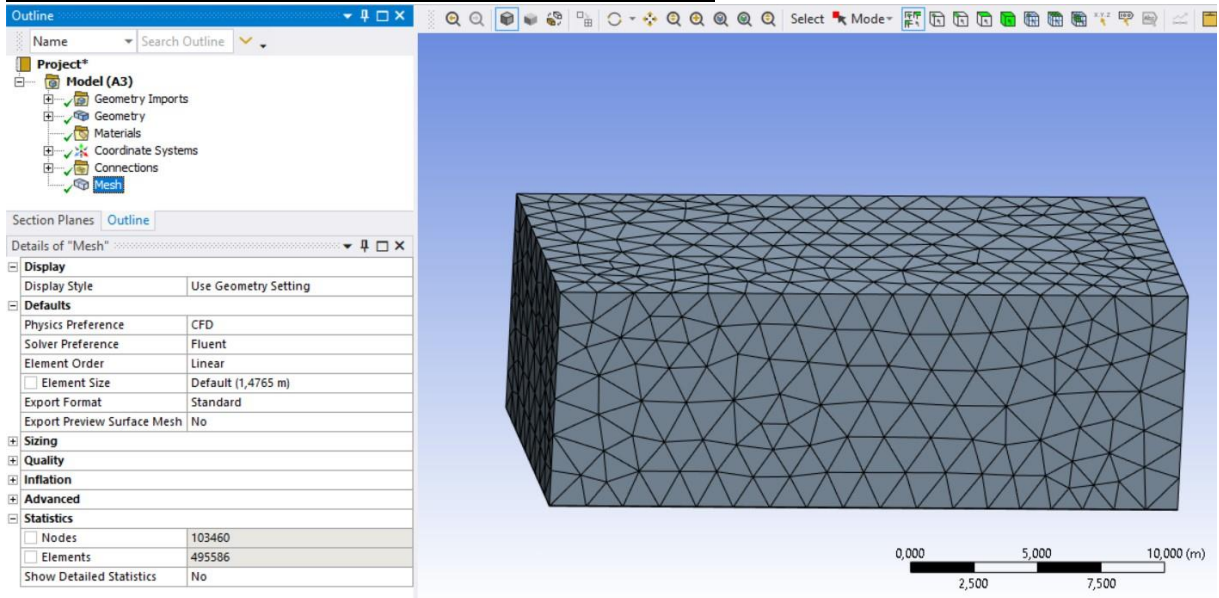 Outline
Select Mode
Name Search Outline
Project*
Model (A3)
Geometry Imports
Geometry
Materials
Coordinate Systems
Connections
Mesh
Section Planes Outline
Details of "Mesh"
Display
Display Style Use Geometry Setting
Defaults
Physics Preference CFD
Solver Preference Fluent
Element Order Linear
Element Size Default (1,4765 m)
Export Format Standard
Export Preview Surface Mesh No
Sizing
Quality
Inflation
Advanced
Statistics
Nodes 103460
Elements 495586
Show Detailed Statistics No
0,000 5,000 10,000 (m)
2,500 7,500